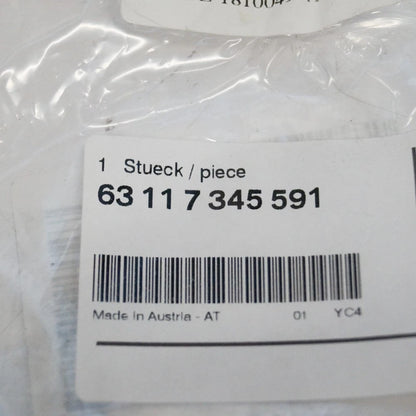 1 Stueck / piece
63 11 7 345 591
Made in Austria - AT 01 YC4